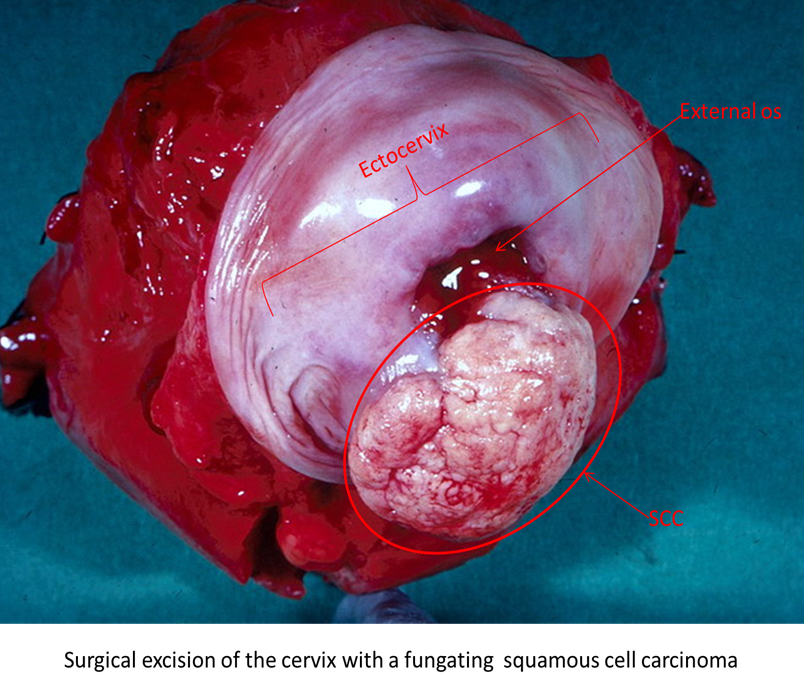 External os
Ectocervix
SCC
Surgical excision of the cervix with a fungating squamous cell carcinoma